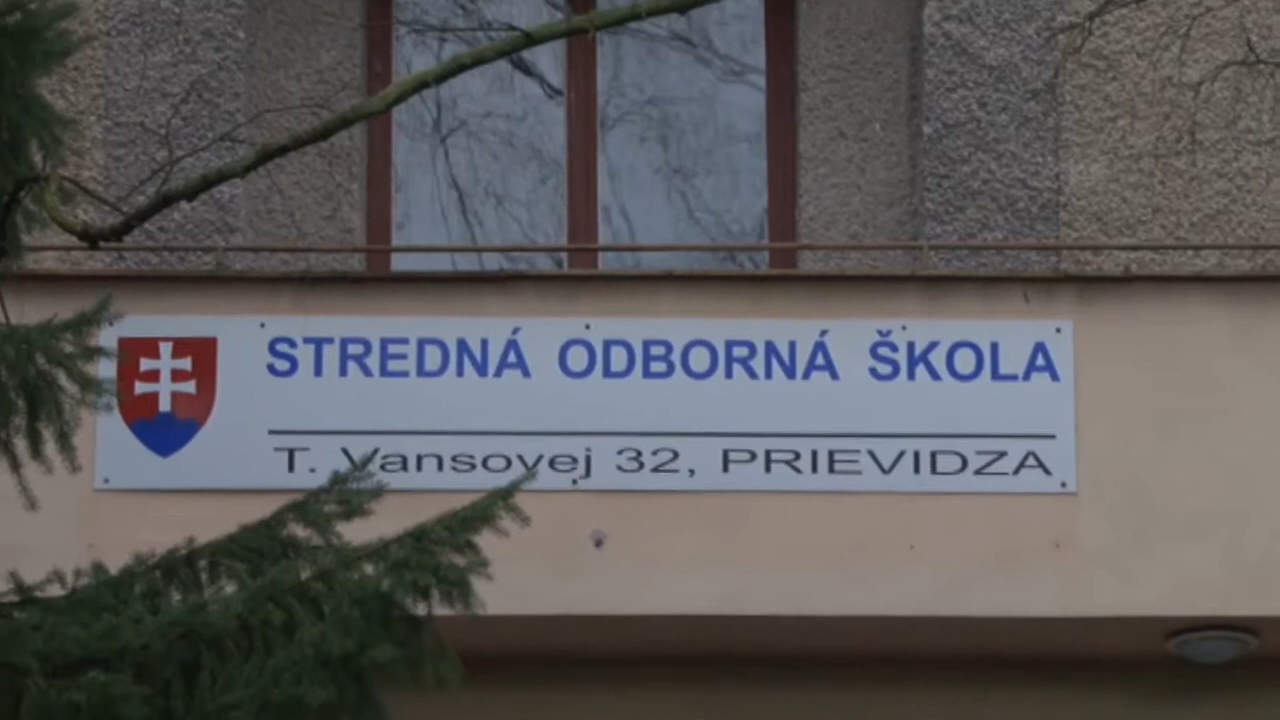 STREDNÁ ODBORNÁ ŠKOLA
T. Vansovej 32, PRIEVIDZA